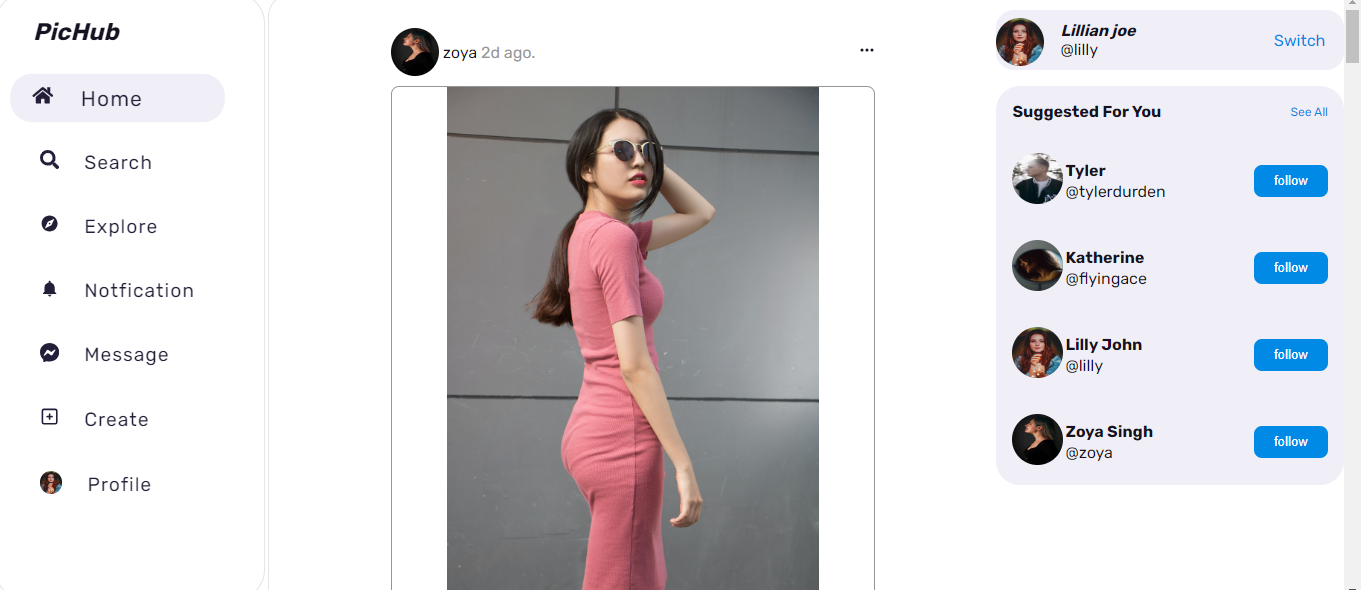 PicHub
Home
Search
Explore
Notfication
Message
Create
Profile
zoya 2d ago.
Lillian joe
@lilly
Switch
Suggested For You
See All
Tyler
@tylerdurden
follow
Katherine
@flyingace
follow
Lilly John
@lilly
follow
Zoya Singh
@zoya
follow